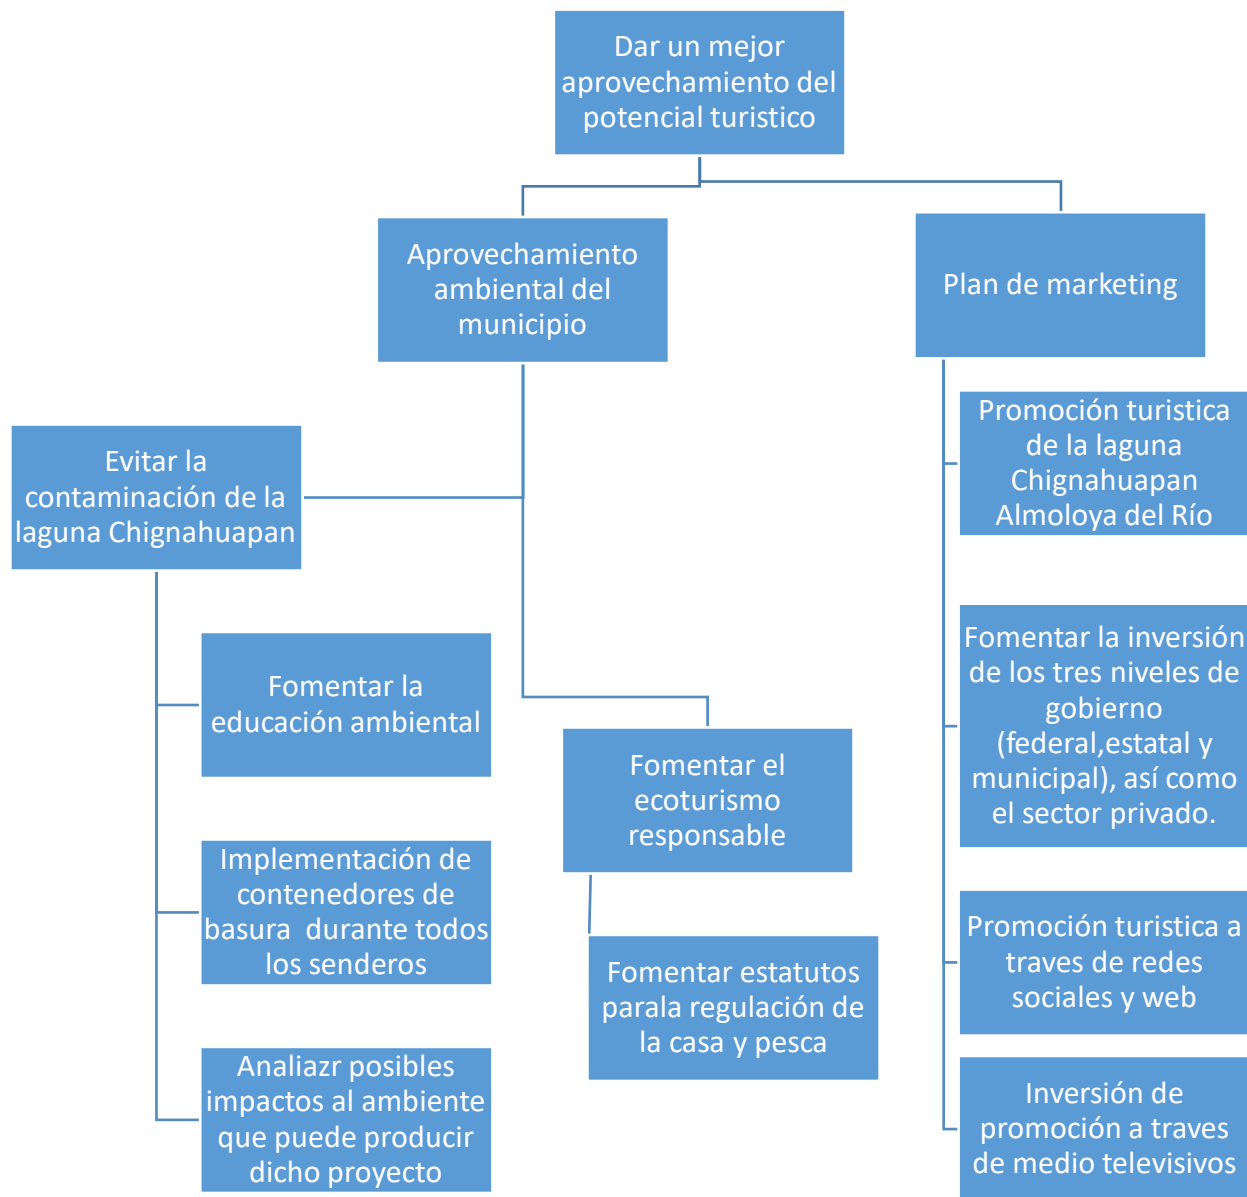 Dar un mejor
aprovechamiento del
potencial turistico
Aprovechamiento
ambiental del
municipio
Plan de marketing
Evitar la
contaminación de la
laguna Chignahuapan
Fomentar la
educación ambiental
Implementación de
contenedores de
basura durante todos
los senderos
Analiazr posibles
impactos al ambiente
que puede producir
dicho proyecto
Fomentar el
ecoturismo
responsable
Fomentar estatutos
parala regulación de
la casa y pesca
Promoción turistica
de la laguna
Chignahuapan
Almoloya del Río
Fomentar la inversión
de los tres niveles de
gobierno
(federal,estatal y
municipal), así como
el sector privado.
Promoción turistica a
traves de redes
sociales y web
Inversión de
promoción a traves
de medio televisivos